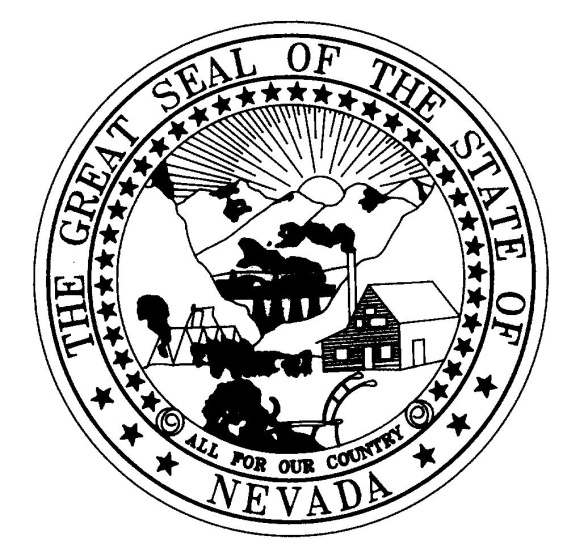 THE GREAT SEAL OF THE STATE OF
NEVADA
ALL FOR OUR COUNTRY